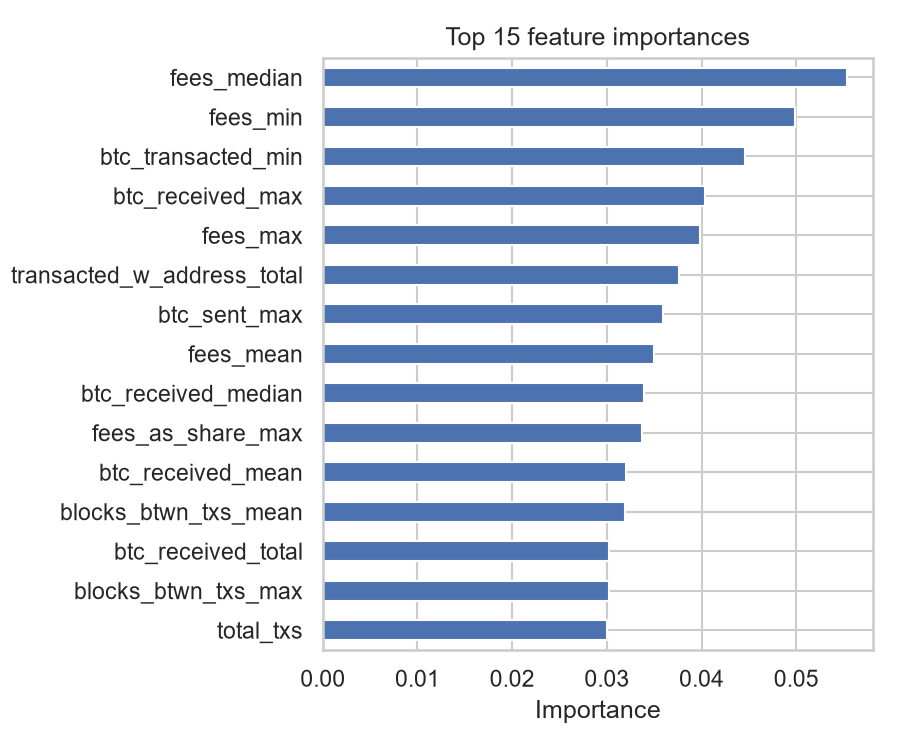 Top 15 feature importances
fees_median
fees_min
btc_transacted_min
btc_received_max
fees_max
transacted_w_address_total
btc_sent_max
fees_mean
btc_received_median
fees_as_share_max
btc_received_mean
blocks_btwn_txs_mean
btc_received_total
blocks_btwn_txs_max
total_txs
0.00 0.01 0.02 0.03 0.04 0.05
Importance